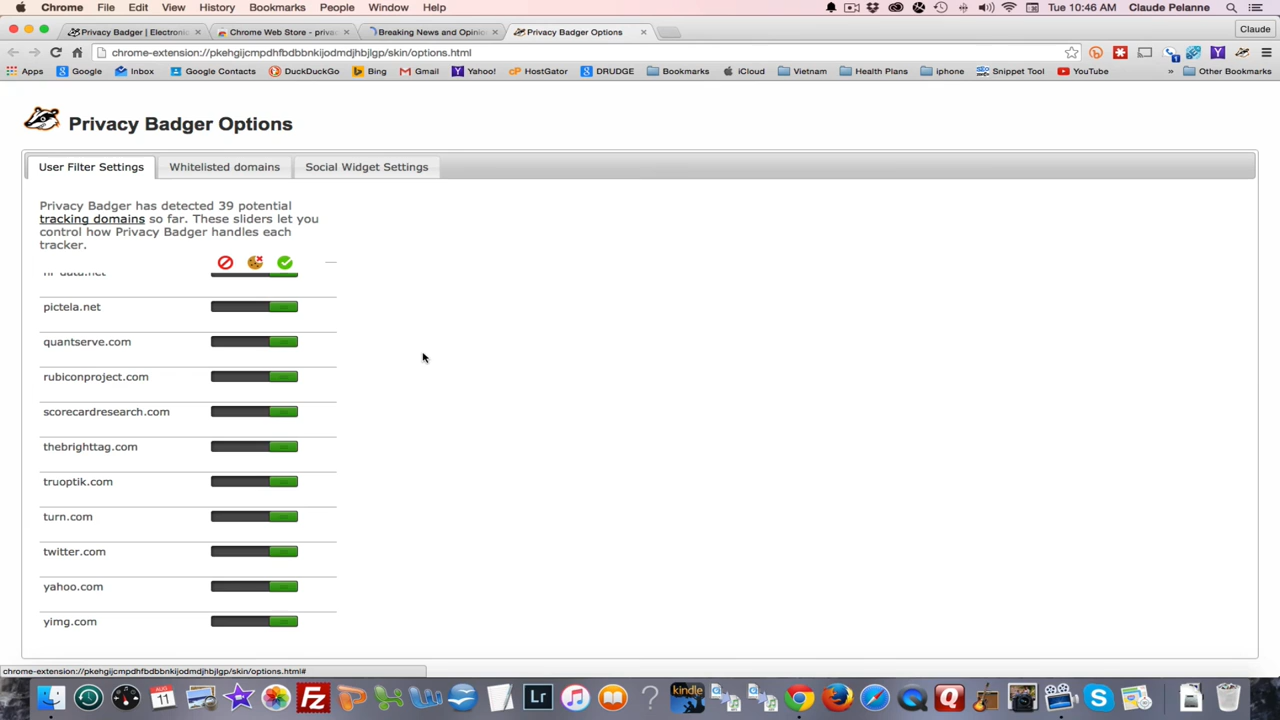 Chrome File Edit View History Bookmarks People Window Help Tue 10:46 AM Claude Pelanne
Privacy Badger | Electronic Chrome Web Store - privac Breaking News and Opinion Privacy Badger Options Claude
chrome-extension://pkehgijcmpdhfbdbbnkijodmdjhbjlgp/skin/options.html
Apps Google Inbox Google Contacts DuckDuckGo Bing Gmail Yahoo! HostGator DRUDGE Bookmarks iCloud Vietnam Health Plans iphone Snippet Tool YouTube » Other Bookmarks
Privacy Badger Options
User Filter Settings Whitelisted domains Social Widget Settings
Privacy Badger has detected 39 potential
tracking domains so far. These sliders let you
control how Privacy Badger handles each
tracker.
nr-data.net
pictela.net
quantserve.com
rubiconproject.com
scorecardresearch.com
thebrighttag.com
truoptik.com
turn.com
twitter.com
yahoo.com
yimg.com
chrome-extension://pkehgijcmpdhfbdbbnkijodmdjhbjlgp/skin/options.html#